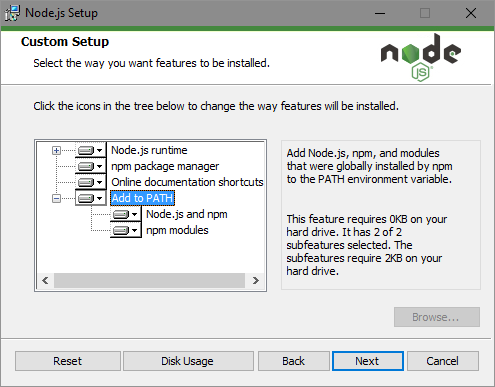 Node.js Setup
Custom Setup
Select the way you want features to be installed.
node
JS
Click the icons in the tree below to change the way features will be installed.
Node.js runtime
npm package manager
Online documentation shortcuts
Add to PATH
Node.js and npm
npm modules
Add Node.js, npm, and modules
that were globally installed by npm
to the PATH environment variable.
This feature requires 0KB on your
hard drive. It has 2 of 2
subfeatures selected. The
subfeatures require 2KB on your
hard drive.
Browse...
Reset
Disk Usage
Back
Next
Cancel